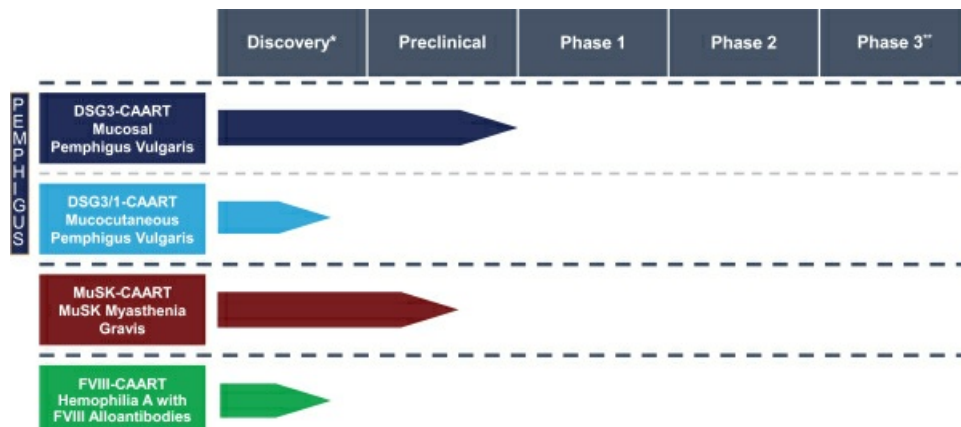 Discovery* Preclinical Phase 1 Phase 2 Phase 3**
PEMPHIGUS
DSG3-CAART
Mucosal
Pemphigus Vulgaris
DSG3/1-CAART
Mucocutaneous
Pemphigus Vulgaris
MuSK-CAART
MuSK Myasthenia
Gravis
FVIII-CAART
Hemophilia A with
FVIII Alloantibodies